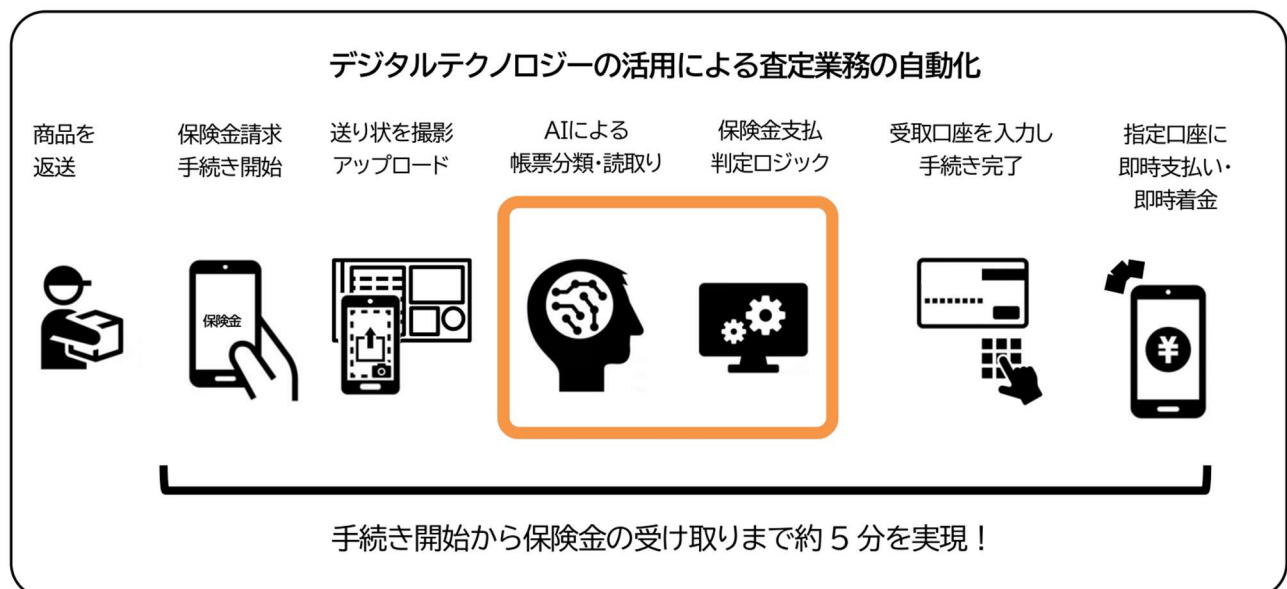 デジタルテクノロジーの活用による査定業務の自動化
商品を
返送
保険金請求
手続き開始
送り状を撮影
アップロード
AIによる
帳票分類・読取り
保険金支払
判定ロジック
受取口座を入力し
手続き完了
指定口座に
即時支払い・
即時着金
保険金
¥
手続き開始から保険金の受け取りまで約5分を実現！